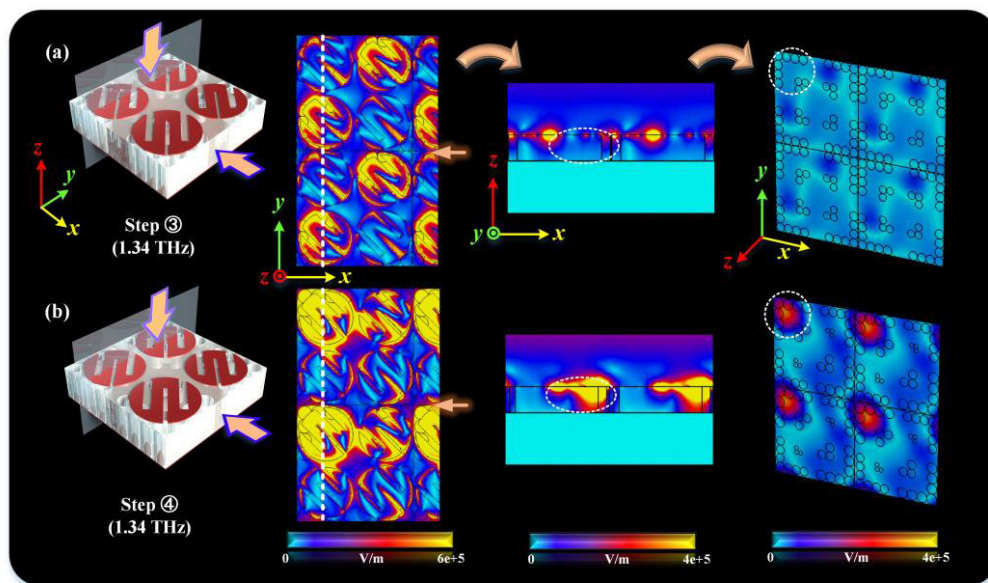 (a)
z
y
x
Step ③
(1.34 THz)
y
z
x
z
y
x
y
z
x
(b)
Step ④
(1.34 THz)
0 V/m 6e+5
0 V/m 4e+5
0 V/m 4e+5